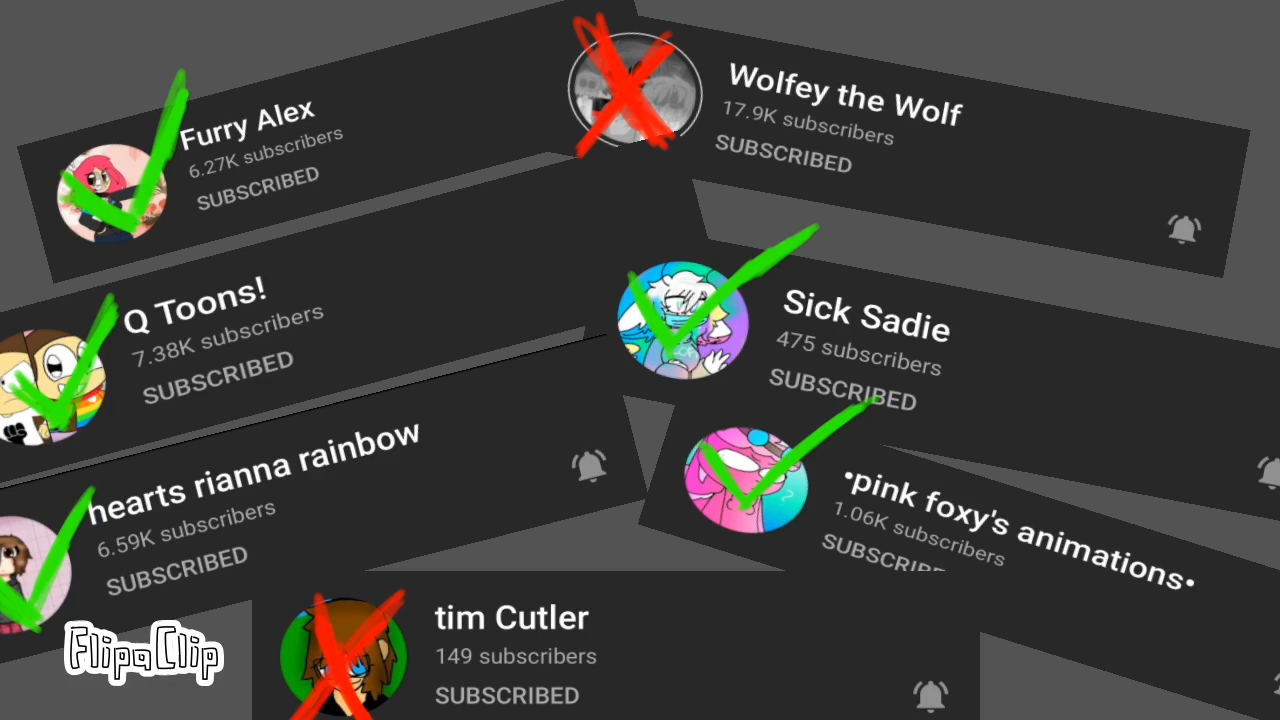 Furry Alex
6.27K subscribers
SUBSCRIBED
Wolfey the Wolf
17.9K subscribers
SUBSCRIBED
Q Toons!
7.38K subscribers
SUBSCRIBED
Sick Sadie
475 subscribers
SUBSCRIBED
hearts rianna rainbow
6.59K subscribers
SUBSCRIBED
•pink foxy's animations•
1.06K subscribers
SUBSCRIBED
tim Cutler
149 subscribers
SUBSCRIBED
FlipaClip